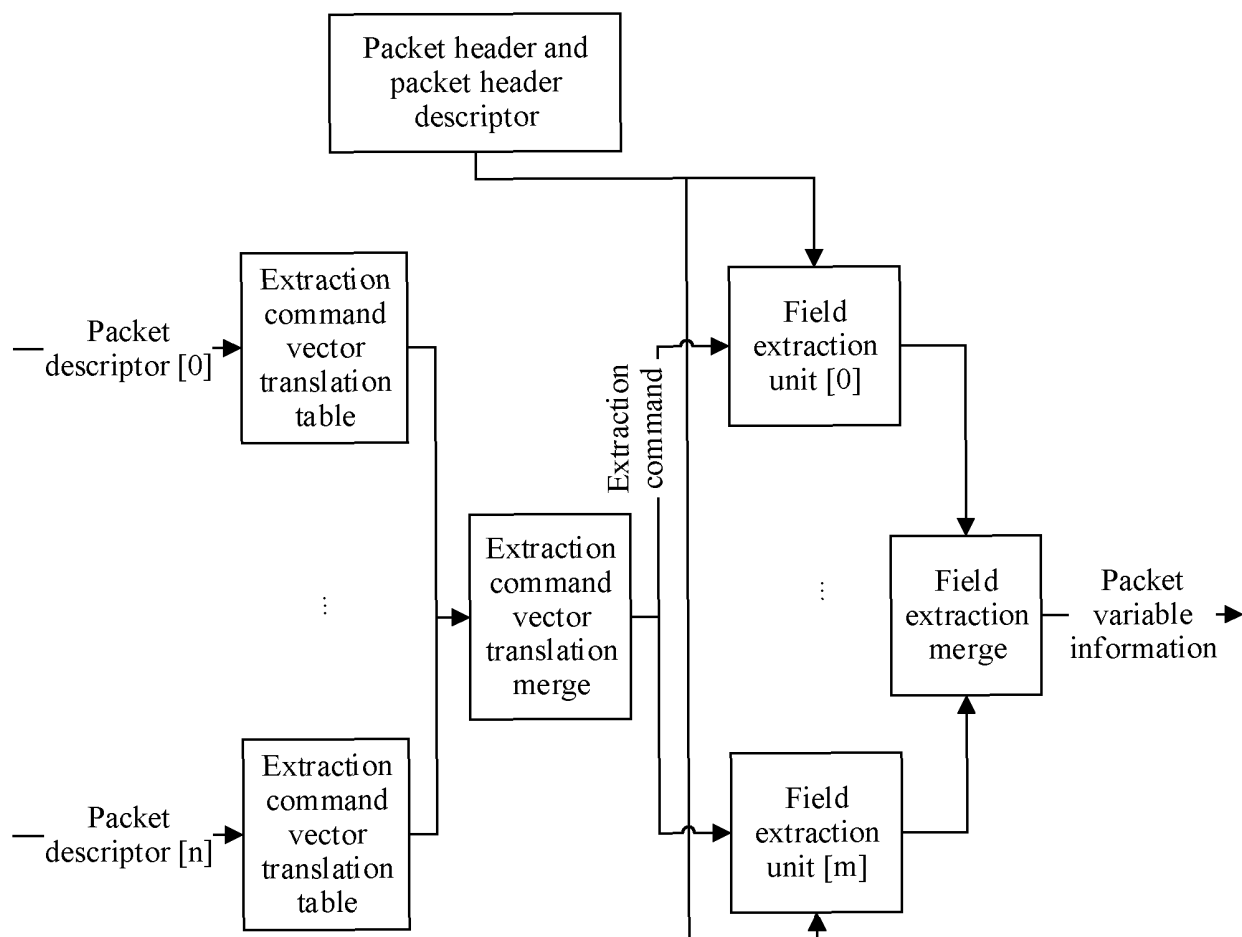 Packet header and
packet header
descriptor
Extraction
command
vector
translation
table
Packet
descriptor [0]
Field
extraction
unit [0]
Extraction
command
Extraction
command
vector
translation
merge
⋮
⋮
Field
extraction
merge
Packet
variable
information
Extraction
command
vector
translation
table
Packet
descriptor [n]
Field
extraction
unit [m]